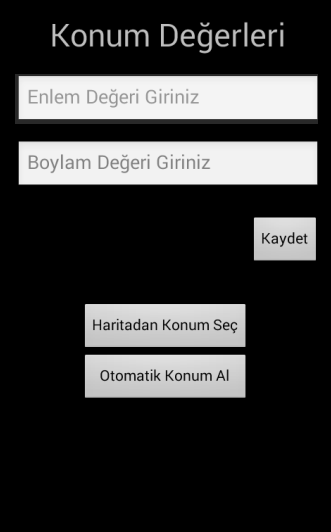 Konum Değerleri
Enlem Değeri Giriniz
Boylam Değeri Giriniz
Kaydet
Haritadan Konum Seç
Otomatik Konum Al